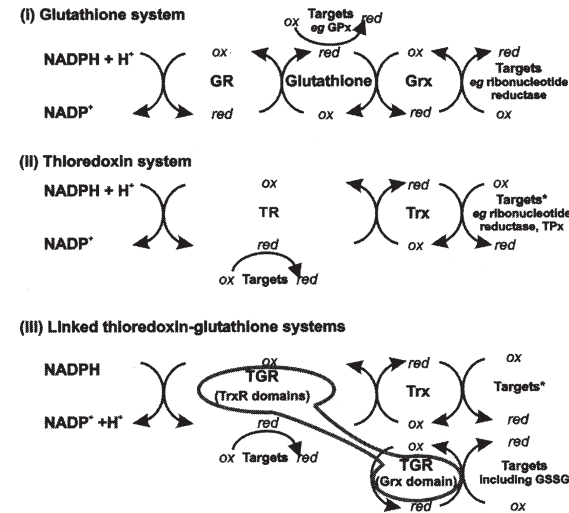 (i) Glutathione system
ox Targets red
eg GPx
NADPH + H+ ox red ox red
GR Glutathione Grx Targets
eg ribonucleotide
reductase
NADP+ red ox red ox
(ii) Thioredoxin system
NADPH + H+ ox red ox
TR Trx Targets*
eg ribonucleotide
reductase, TPx
NADP+ red ox red
ox Targets red
(iii) Linked thioredoxin-glutathione systems
NADPH ox red ox
TGR Trx Targets*
(TrxR domains)
NADP+ +H+ red ox red
ox Targets red
ox red
TGR Targets
(Grx domain) including GSSG
red ox